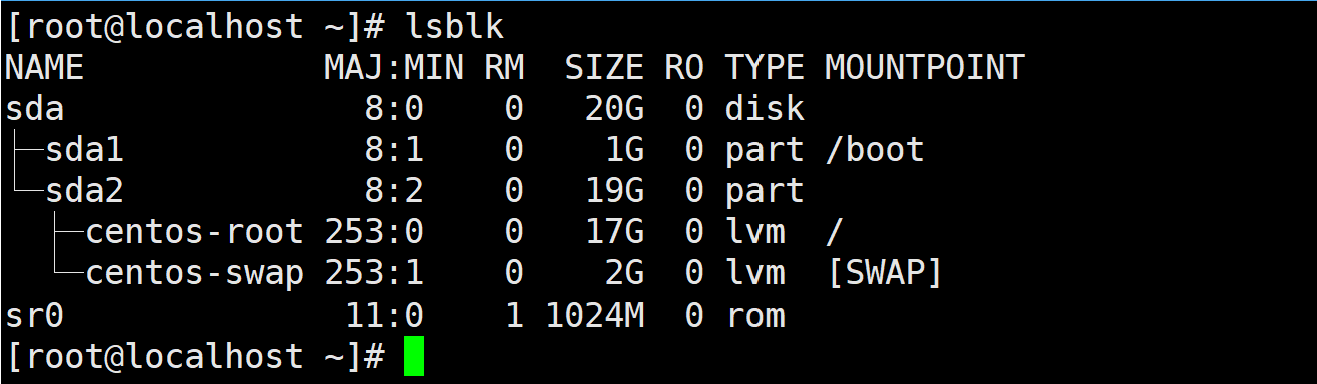 [root@localhost ~]# lsblk
NAME            MAJ:MIN RM  SIZE RO TYPE MOUNTPOINT
sda               8:0    0   20G  0 disk
├─sda1            8:1    0    1G  0 part /boot
└─sda2            8:2    0   19G  0 part
  ├─centos-root 253:0    0   17G  0 lvm  /
  └─centos-swap 253:1    0    2G  0 lvm  [SWAP]
sr0              11:0    1 1024M  0 rom
[root@localhost ~]#